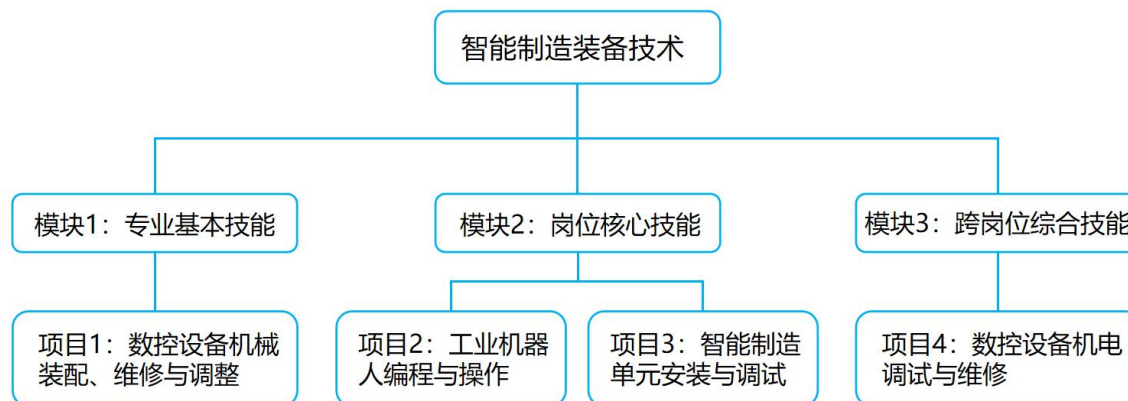 智能制造装备技术
模块1：专业基本技能
模块2：岗位核心技能
模块3：跨岗位综合技能
项目1：数控设备机械
装配、维修与调整
项目2：工业机器
人编程与操作
项目3：智能制造
单元安装与调试
项目4：数控设备机电
调试与维修